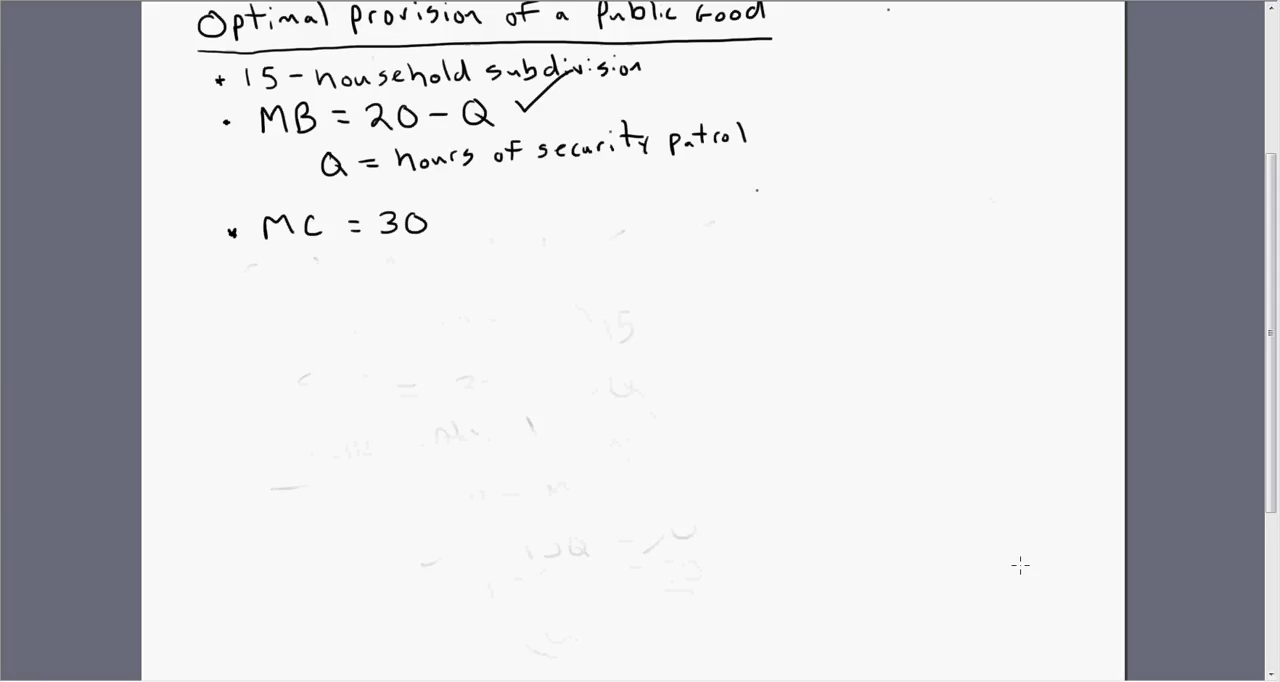 Optimal provision of a Public Good
15-household subdivision
MB = 20 - Q ✓
Q = hours of security patrol
MC = 30